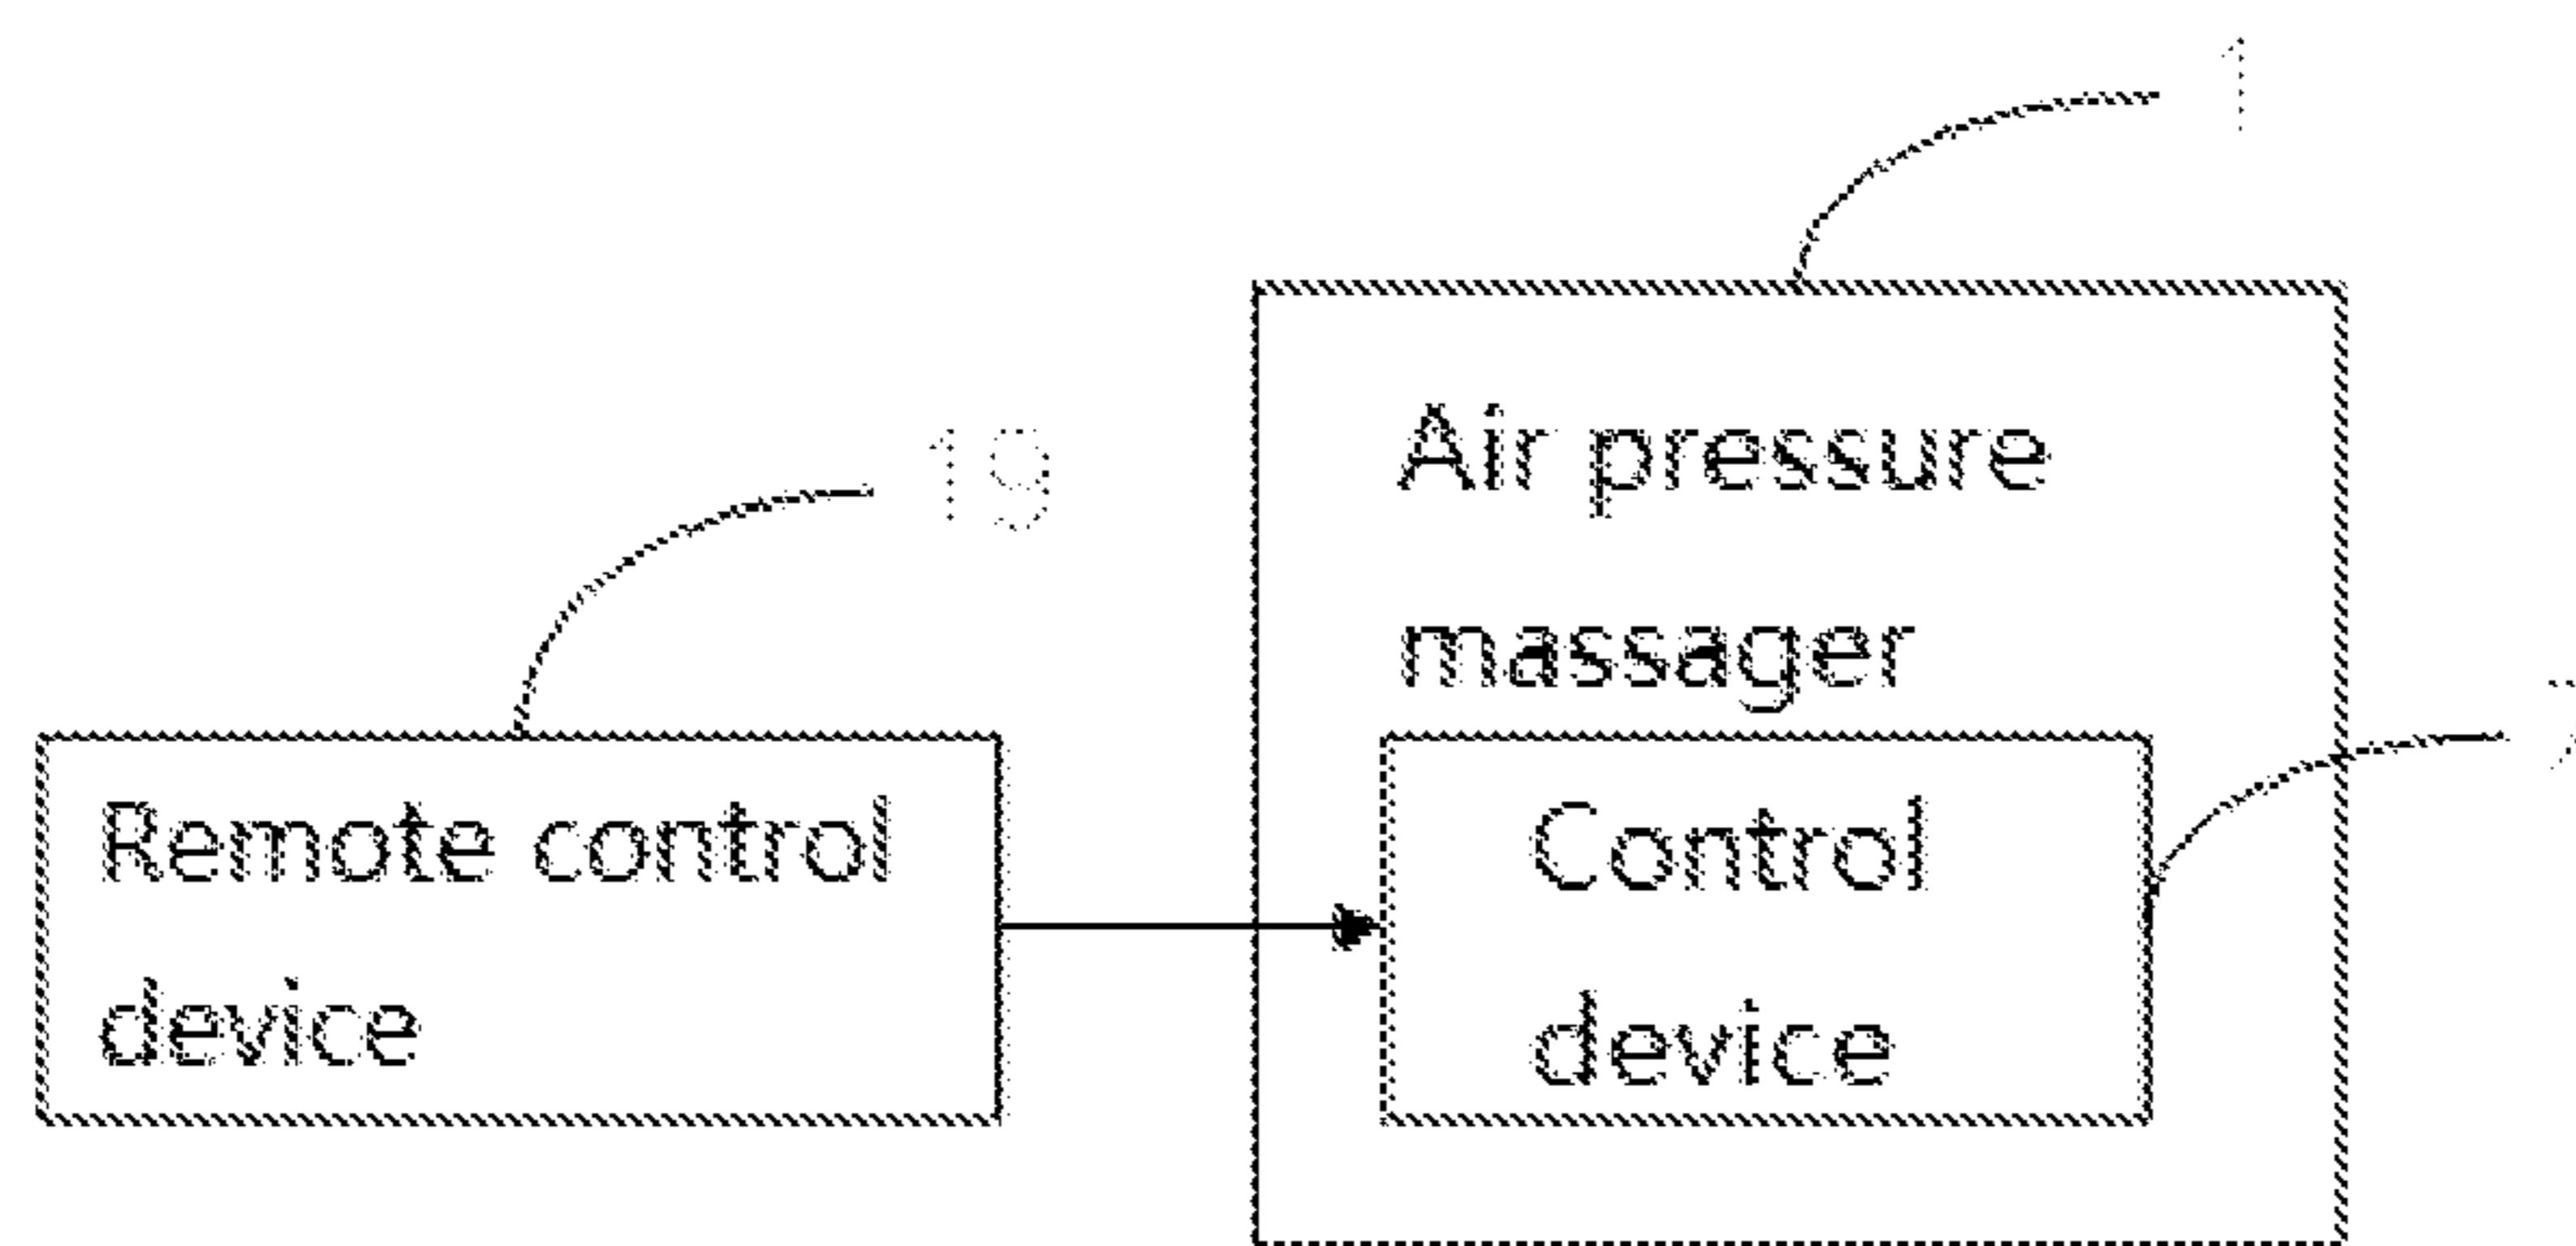 1
19
Air pressure
massager
Remote control
device
Control
device